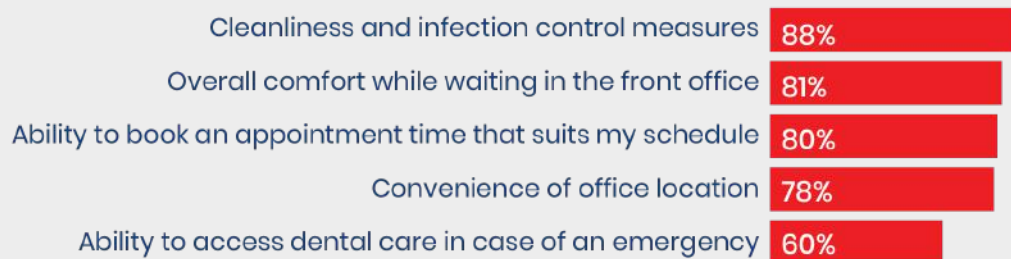 Cleanliness and infection control measures 88%
Overall comfort while waiting in the front office 81%
Ability to book an appointment time that suits my schedule 80%
Convenience of office location 78%
Ability to access dental care in case of an emergency 60%